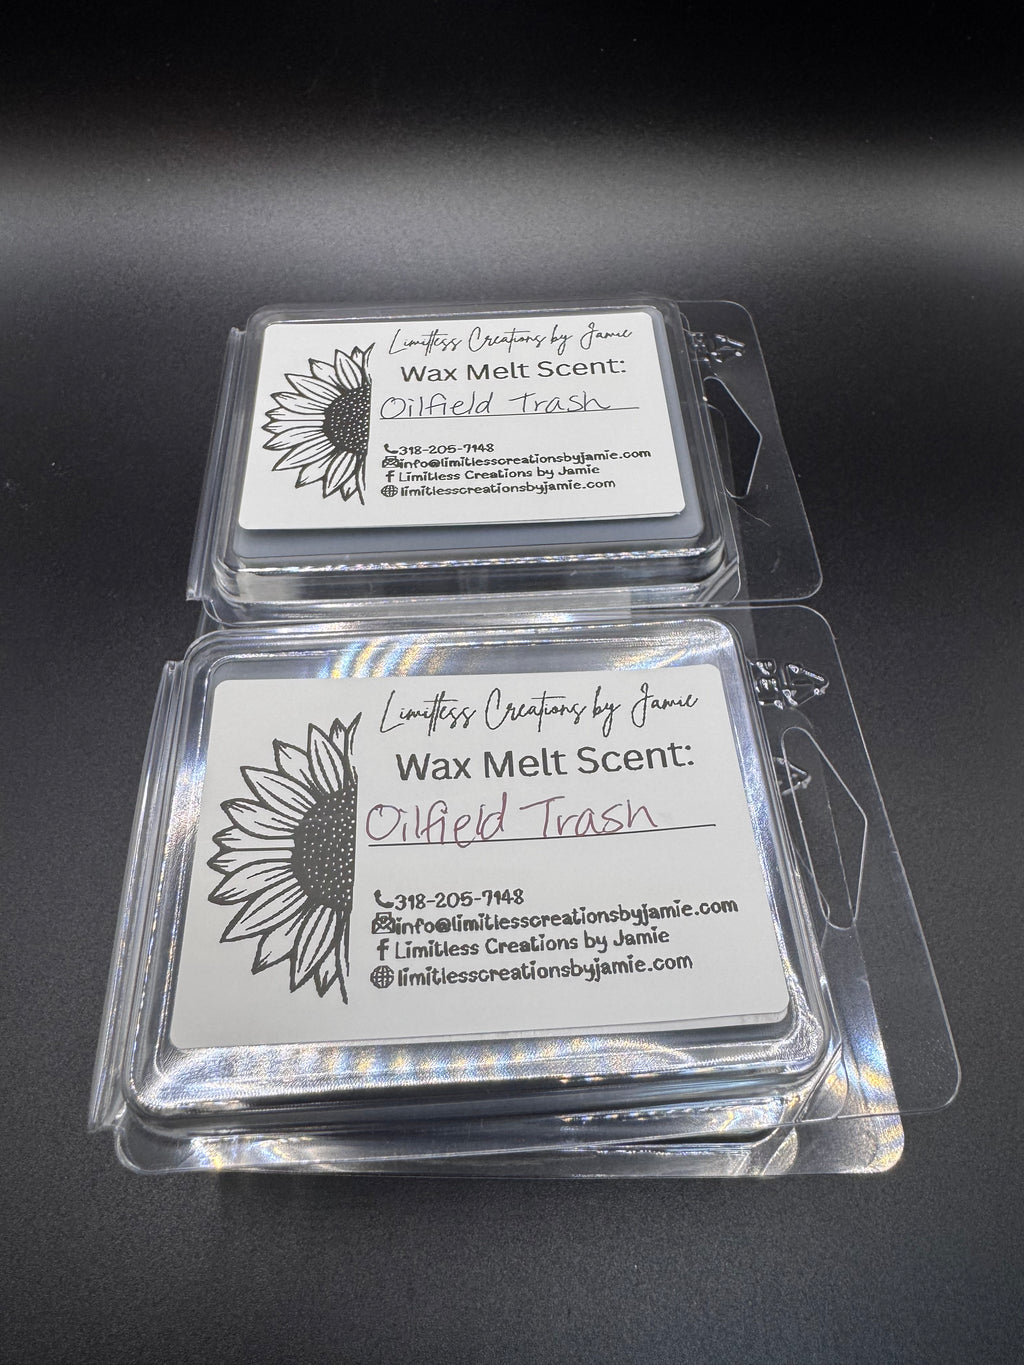 Limitless Creations by Jamie
Wax Melt Scent:
Oilfield Trash
318-205-7148
info@limitlesscreationsbyjamie.com
Limitless Creations by Jamie
limitlesscreationsbyjamie.com
Limitless Creations by Jamie
Wax Melt Scent:
Oilfield Trash
318-205-7148
info@limitlesscreationsbyjamie.com
Limitless Creations by Jamie
limitlesscreationsbyjamie.com